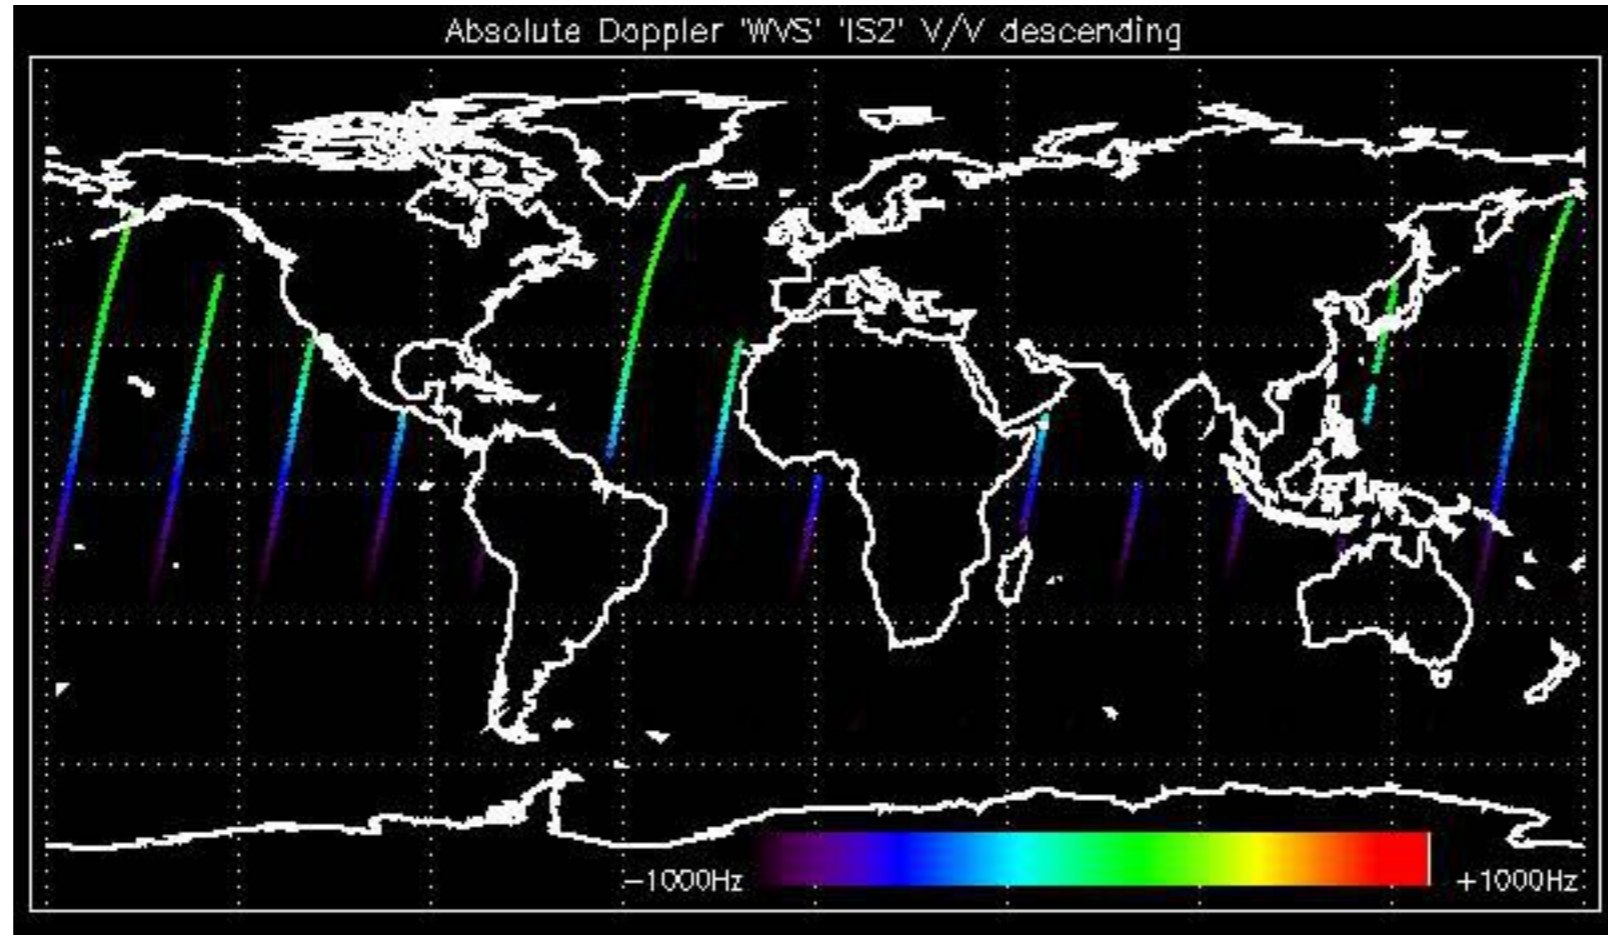 Absolute Doppler 'WVS' 'IS2' V/V descending
−1000Hz
+1000Hz